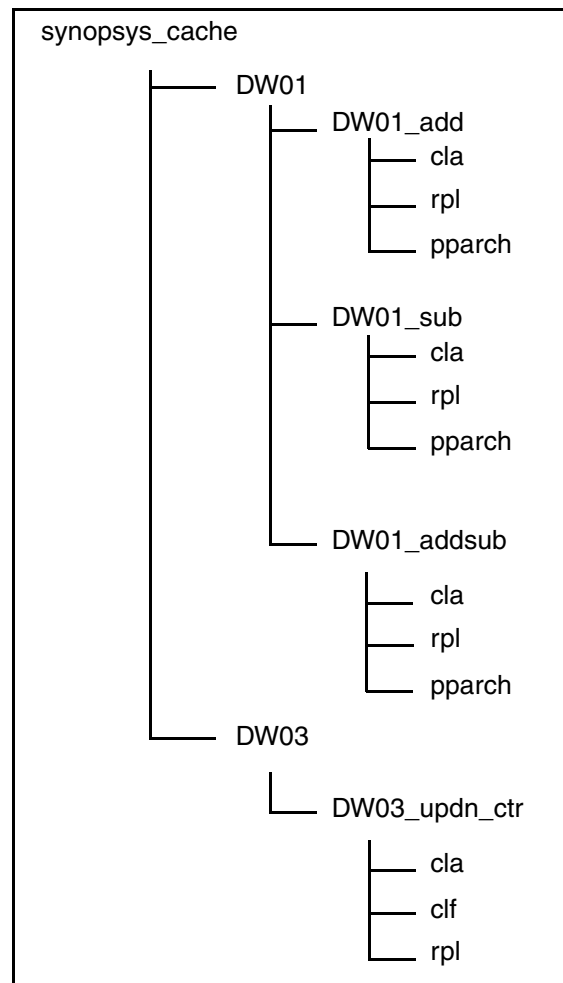 synopsys_cache
DW01
DW01_add
cla
rpl
pparch
DW01_sub
cla
rpl
pparch
DW01_addsub
cla
rpl
pparch
DW03
DW03_updn_ctr
cla
clf
rpl